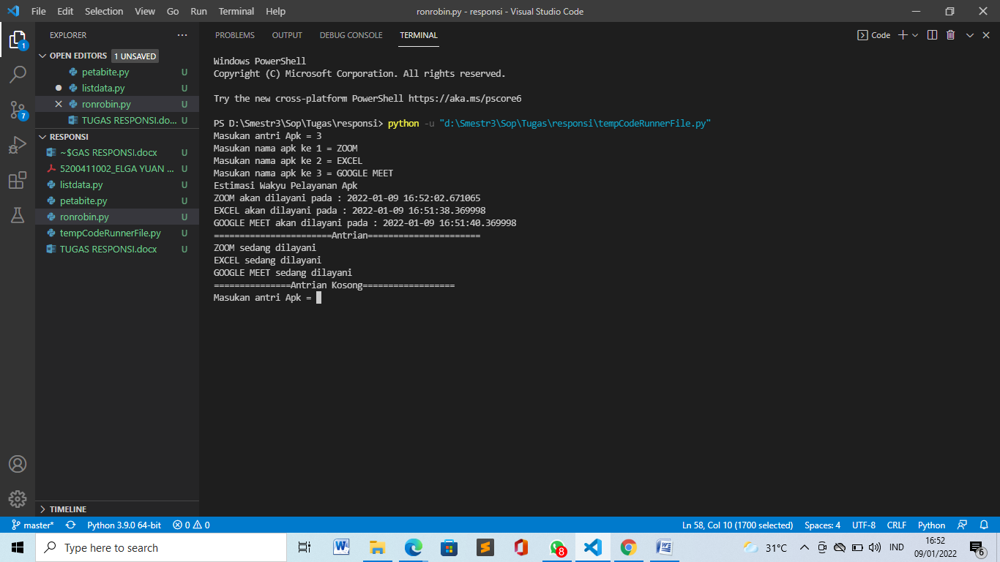 File Edit Selection View Go Run Terminal Help
ronrobin.py - responsi - Visual Studio Code
EXPLORER
OPEN EDITORS 1 UNSAVED
petabite.py U
listdata.py U
ronrobin.py U
TUGAS RESPONSI.do... U
RESPONSI
~$GAS RESPONSI.docx U
5200411002_ELGA YUAN ... U
listdata.py U
petabite.py U
ronrobin.py U
tempCodeRunnerFile.py U
TUGAS RESPONSI.docx U
TIMELINE
1
7
PROBLEMS OUTPUT DEBUG CONSOLE TERMINAL
Code
Windows PowerShell
Copyright (C) Microsoft Corporation. All rights reserved.
Try the new cross-platform PowerShell https://aka.ms/pscore6
PS D:\Smestr3\Sop\Tugas\responsi> python -u "d:\Smestr3\Sop\Tugas\responsi\tempCodeRunnerFile.py"
Masukan antri Apk = 3
Masukan nama apk ke 1 = ZOOM
Masukan nama apk ke 2 = EXCEL
Masukan nama apk ke 3 = GOOGLE MEET
Estimasi Wakyu Pelayanan Apk
ZOOM akan dilayani pada : 2022-01-09 16:52:02.671065
EXCEL akan dilayani pada : 2022-01-09 16:51:38.369998
GOOGLE MEET akan dilayani pada : 2022-01-09 16:51:40.369998
=======================Antrian======================
ZOOM sedang dilayani
EXCEL sedang dilayani
GOOGLE MEET sedang dilayani
===============Antrian Kosong==================
Masukan antri Apk =
master* Python 3.9.0 64-bit 0 0
Ln 58, Col 10 (1700 selected) Spaces: 4 UTF-8 CRLF Python
Type here to search
8
31°C
IND
16:52
09/01/2022
6